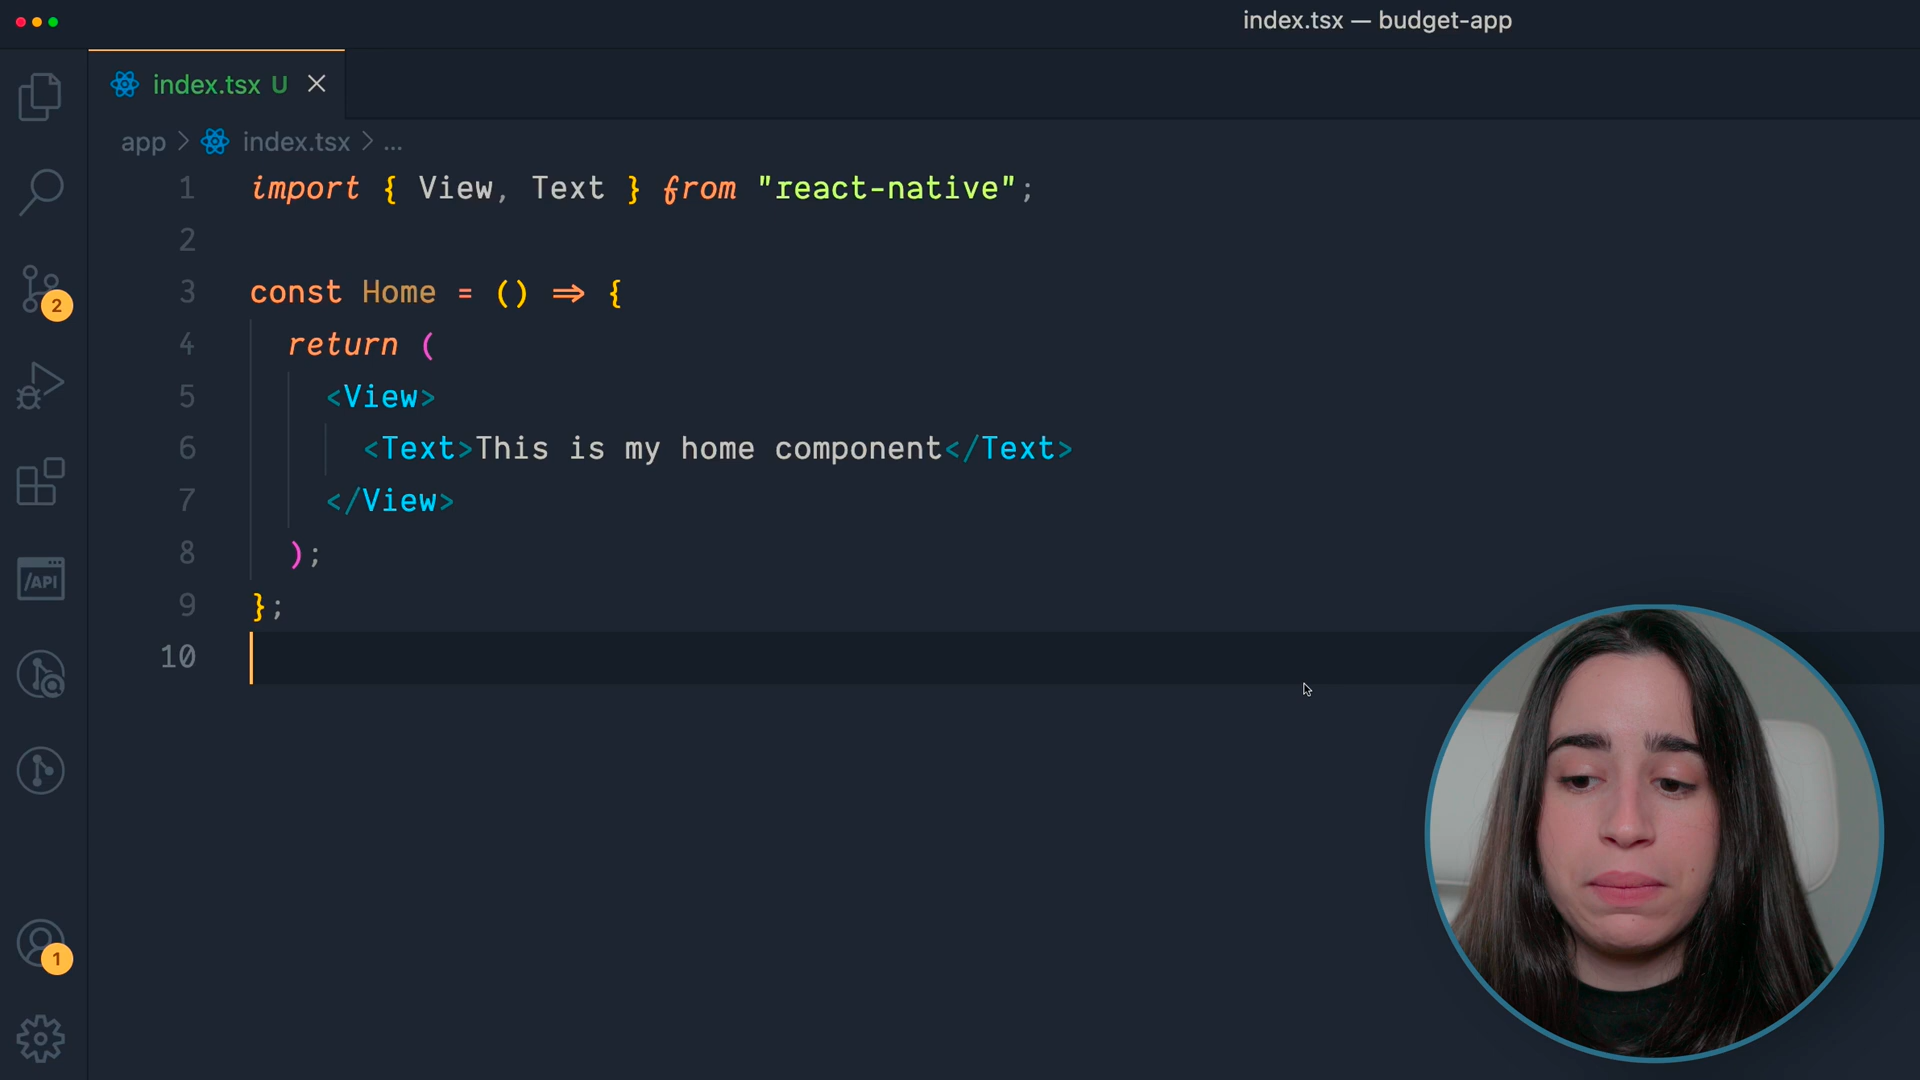 index.tsx — budget-app
index.tsx U
app > index.tsx > ...
1 import { View, Text } from "react-native";
2
3 const Home = () => {
4 return (
5 <View>
6 <Text>This is my home component</Text>
7 </View>
8 );
9 };
10
2
/API
1